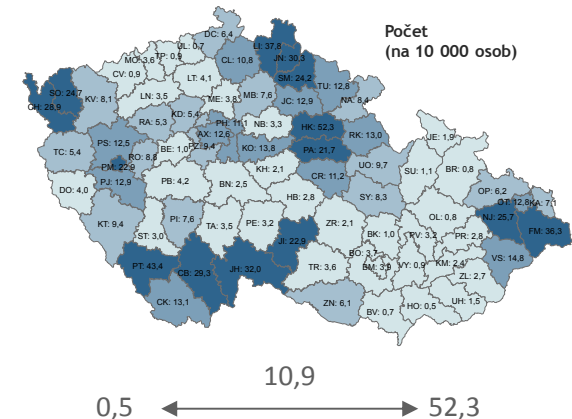 Počet
(na 10 000 osob)
DC: 6,4
UL: 0,7
LI: 37,8
TP: 0,9
JN: 30,3
MO: 3,6
CL: 10,8
SM: 24,2
CV: 0,9
LT: 4,1
TU: 12,8
SO: 24,7
KV: 8,1
LN: 3,5
ME: 3,8
MB: 7,6
JC: 12,9
NA: 8,4
CH: 28,9
RA: 5,3
KD: 5,4
PH: 11,1
NB: 3,3
HK: 52,3
RK: 13,0
JE: 1,9
AX: 12,6
PS: 12,5
BE: 1,0
PZ: 9,4
KO: 13,8
PA: 21,7
TC: 5,4
RO: 8,8
UO: 9,7
SU: 1,1
BR: 0,8
PM: 22,9
KH: 2,1
CR: 11,2
PJ: 12,9
PB: 4,2
BN: 2,5
SY: 8,3
OP: 6,2
OT: 12,8
KA: 7,1
DO: 4,0
HB: 2,8
NJ: 25,7
FM: 36,3
KT: 9,4
PI: 7,6
TA: 3,5
PE: 3,2
ZR: 2,1
OL: 0,8
ST: 3,0
JI: 22,9
BK: 1,0
PV: 3,2
PR: 2,8
BO: 3,7
VS: 14,8
PT: 43,4
CB: 29,3
JH: 32,0
TR: 3,6
BM: 3,9
VY: 0,9
KM: 2,4
ZL: 2,7
CK: 13,1
ZN: 6,1
BV: 0,7
HO: 0,5
UH: 1,5
10,9
0,5
52,3